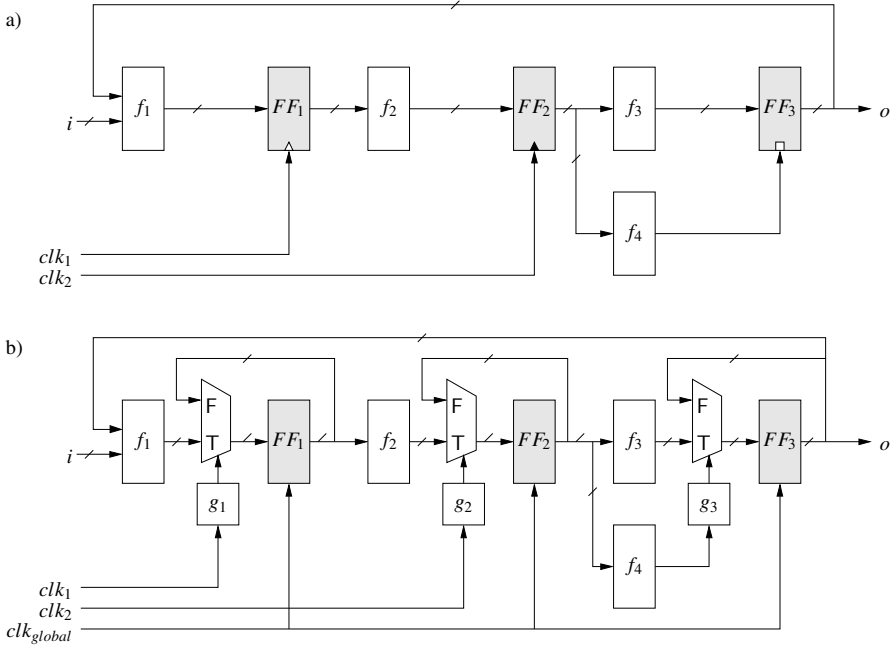 a)
i f1 FF1 f2 FF2 f3 FF3 o
f4
clk1
clk2
b)
F F F
i f1 T FF1 f2 T FF2 f3 T FF3 o
g1 g2 g3
f4
clk1
clk2
clkglobal